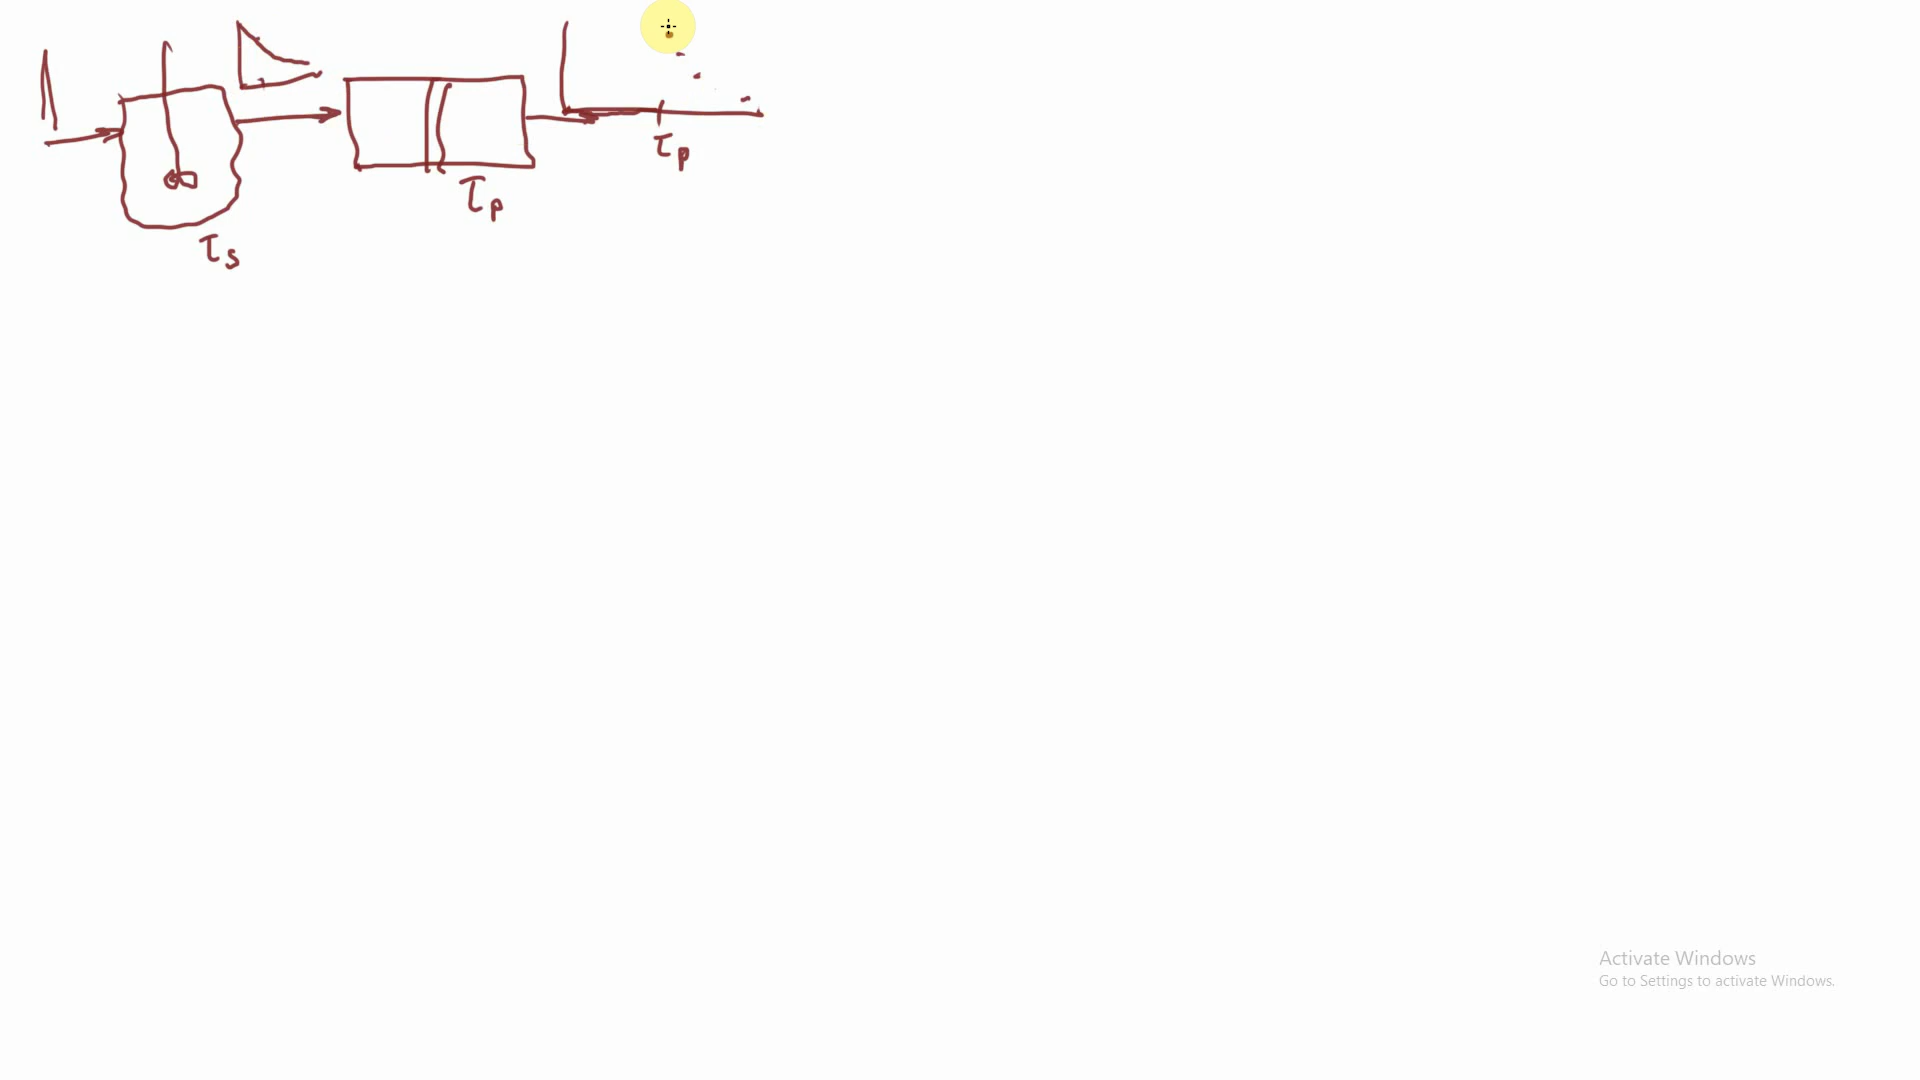 τp
τp
τs
Activate Windows
Go to Settings to activate Windows.